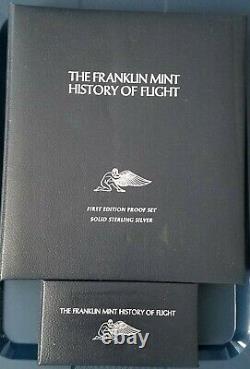 THE FRANKLIN MINT
HISTORY OF FLIGHT
FIRST EDITION PROOF SET
SOLID STERLING SILVER
THE FRANKLIN MINT HISTORY OF FLIGHT